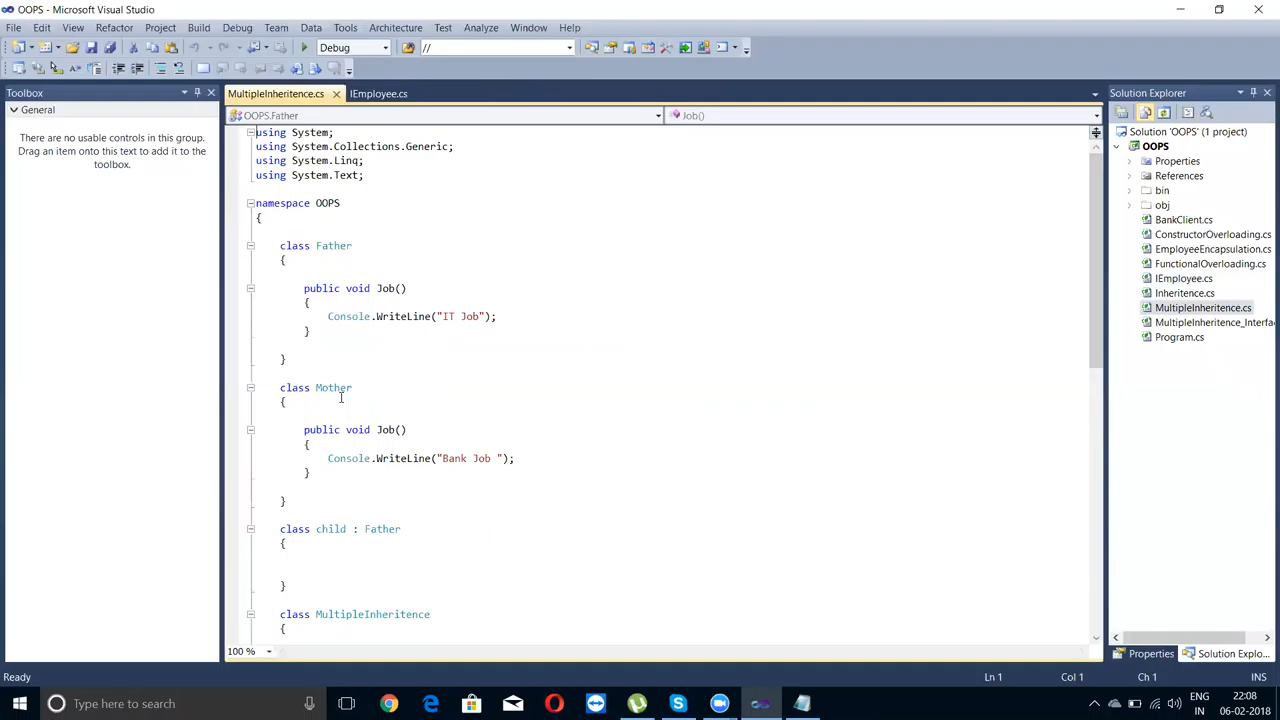 OOPS - Microsoft Visual Studio
File Edit View Refactor Project Build Debug Team Data Tools Architecture Test Analyze Window Help
Debug //
Toolbox
General
There are no usable controls in this group.
Drag an item onto this text to add it to the
toolbox.
MultipleInheritence.cs IEmployee.cs
OOPS.Father Job()
using System;
using System.Collections.Generic;
using System.Linq;
using System.Text;
namespace OOPS
{
class Father
{
public void Job()
{
Console.WriteLine("IT Job");
}
}
class Mother
{
public void Job()
{
Console.WriteLine("Bank Job ");
}
}
class child : Father
{
}
class MultipleInheritence
{
100 %
Solution Explorer
Solution 'OOPS' (1 project)
OOPS
Properties
References
bin
obj
BankClient.cs
ConstructorOverloading.cs
EmployeeEncapsulation.cs
FunctionalOverloading.cs
IEmployee.cs
Inheritence.cs
MultipleInheritence.cs
MultipleInheritence_Interfa
Program.cs
Properties Solution Explo...
Ready Ln 1 Col 1 Ch 1 INS
Type here to search
ENG
IN
22:08
06-02-2018